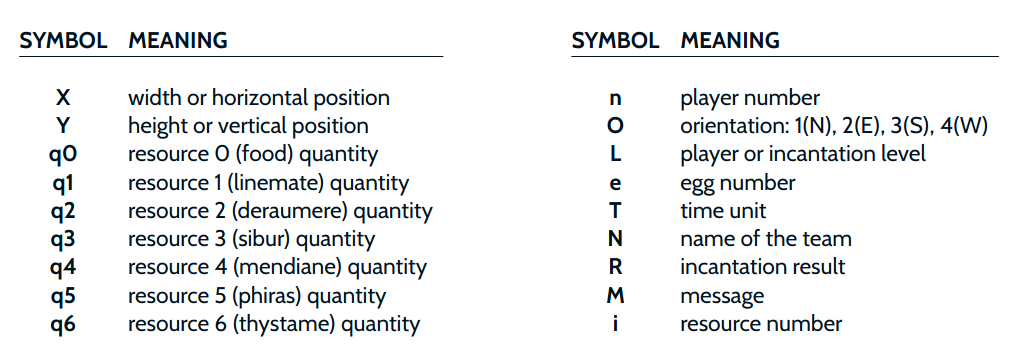 SYMBOL MEANING
X width or horizontal position
Y height or vertical position
q0 resource 0 (food) quantity
q1 resource 1 (linemate) quantity
q2 resource 2 (deraumere) quantity
q3 resource 3 (sibur) quantity
q4 resource 4 (mendiane) quantity
q5 resource 5 (phiras) quantity
q6 resource 6 (thystame) quantity
SYMBOL MEANING
n player number
O orientation: 1(N), 2(E), 3(S), 4(W)
L player or incantation level
e egg number
T time unit
N name of the team
R incantation result
M message
i resource number